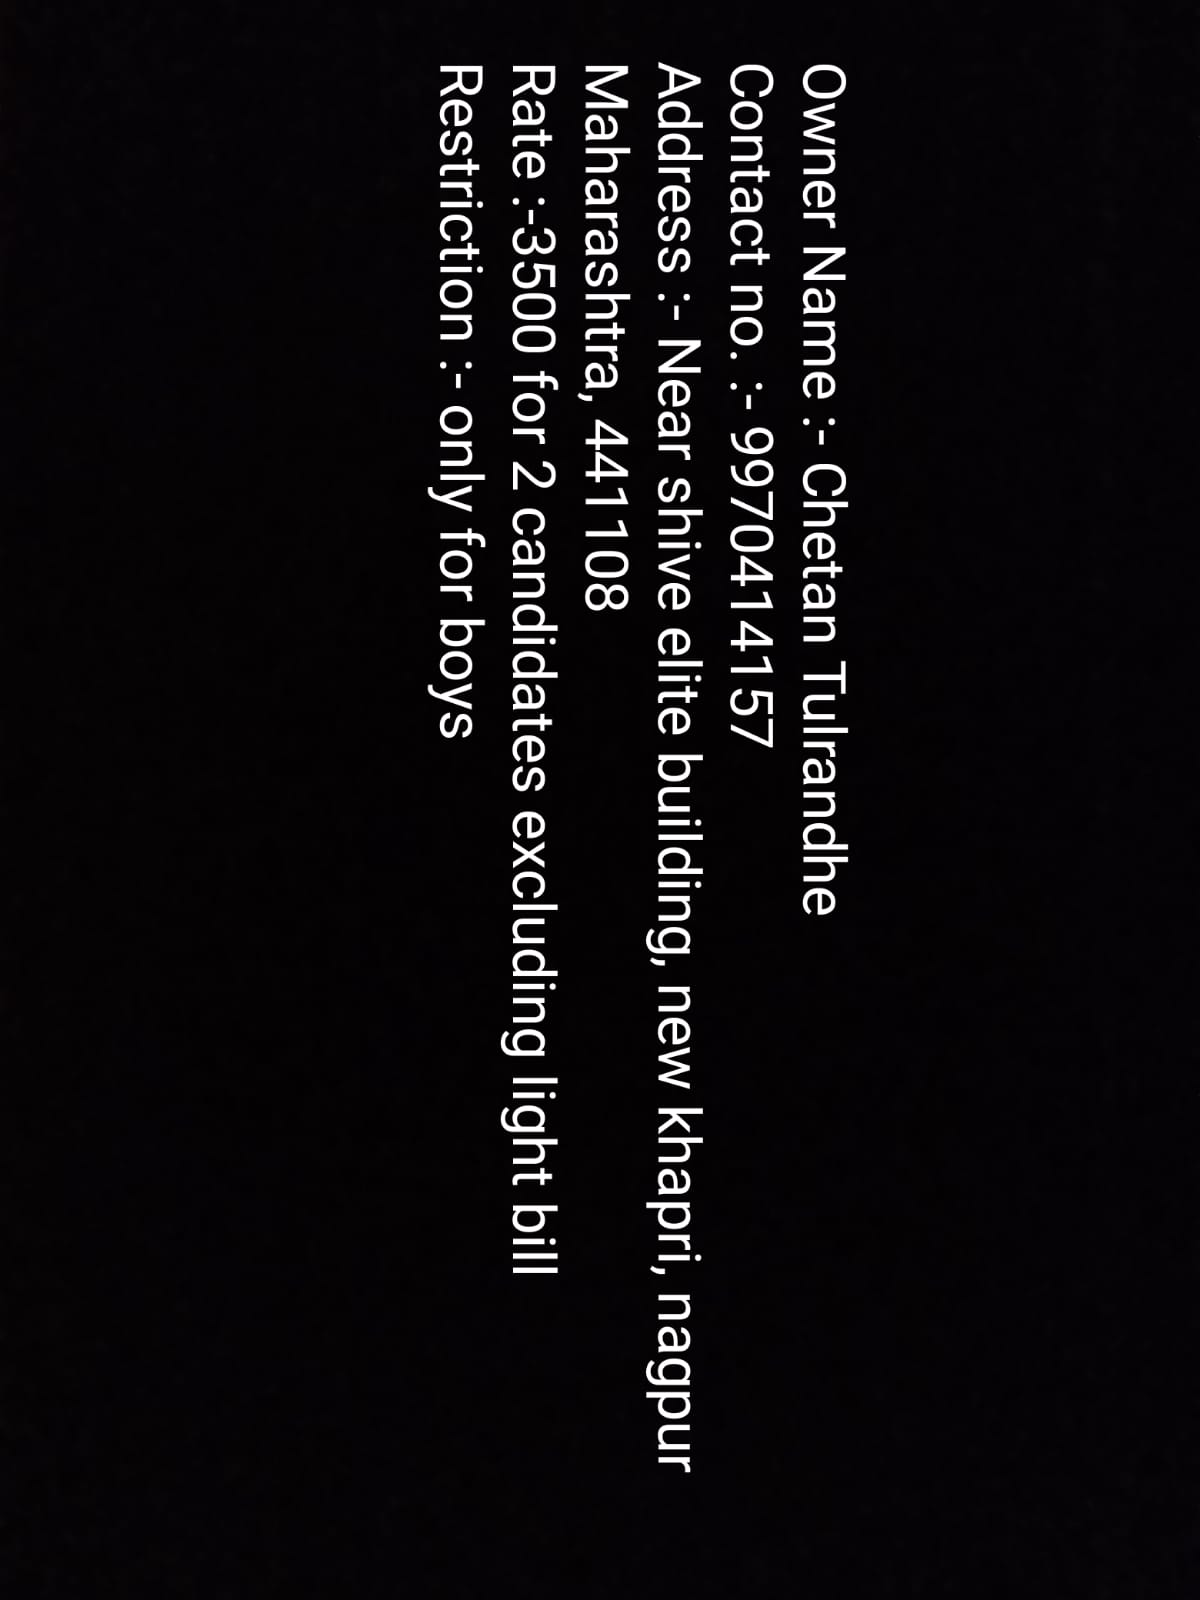 Owner Name :- Chetan Tulrandhe
Contact no. :- 9970414157
Address :- Near shive elite building, new khapri, nagpur
Maharashtra, 441108
Rate :-3500 for 2 candidates excluding light bill
Restriction :- only for boys